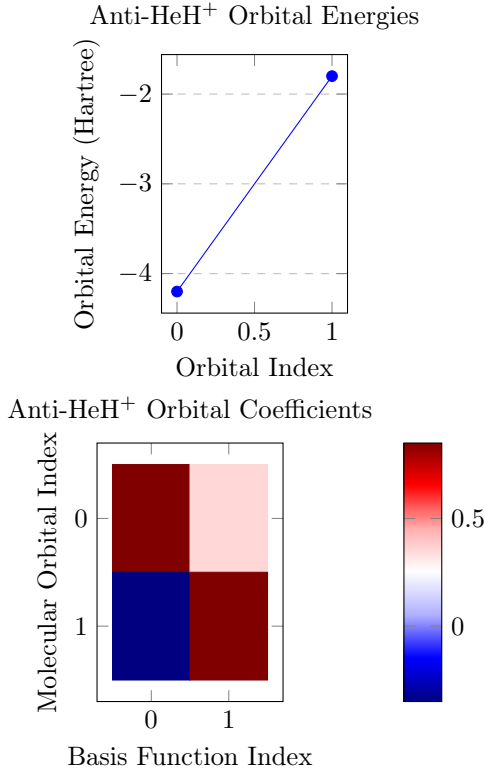 Anti-HeH⁺ Orbital Energies
Orbital Energy (Hartree)
−2
−3
−4
0 0.5 1
Orbital Index
Anti-HeH⁺ Orbital Coefficients
Molecular Orbital Index
0
1
0 1
Basis Function Index
0.5
0